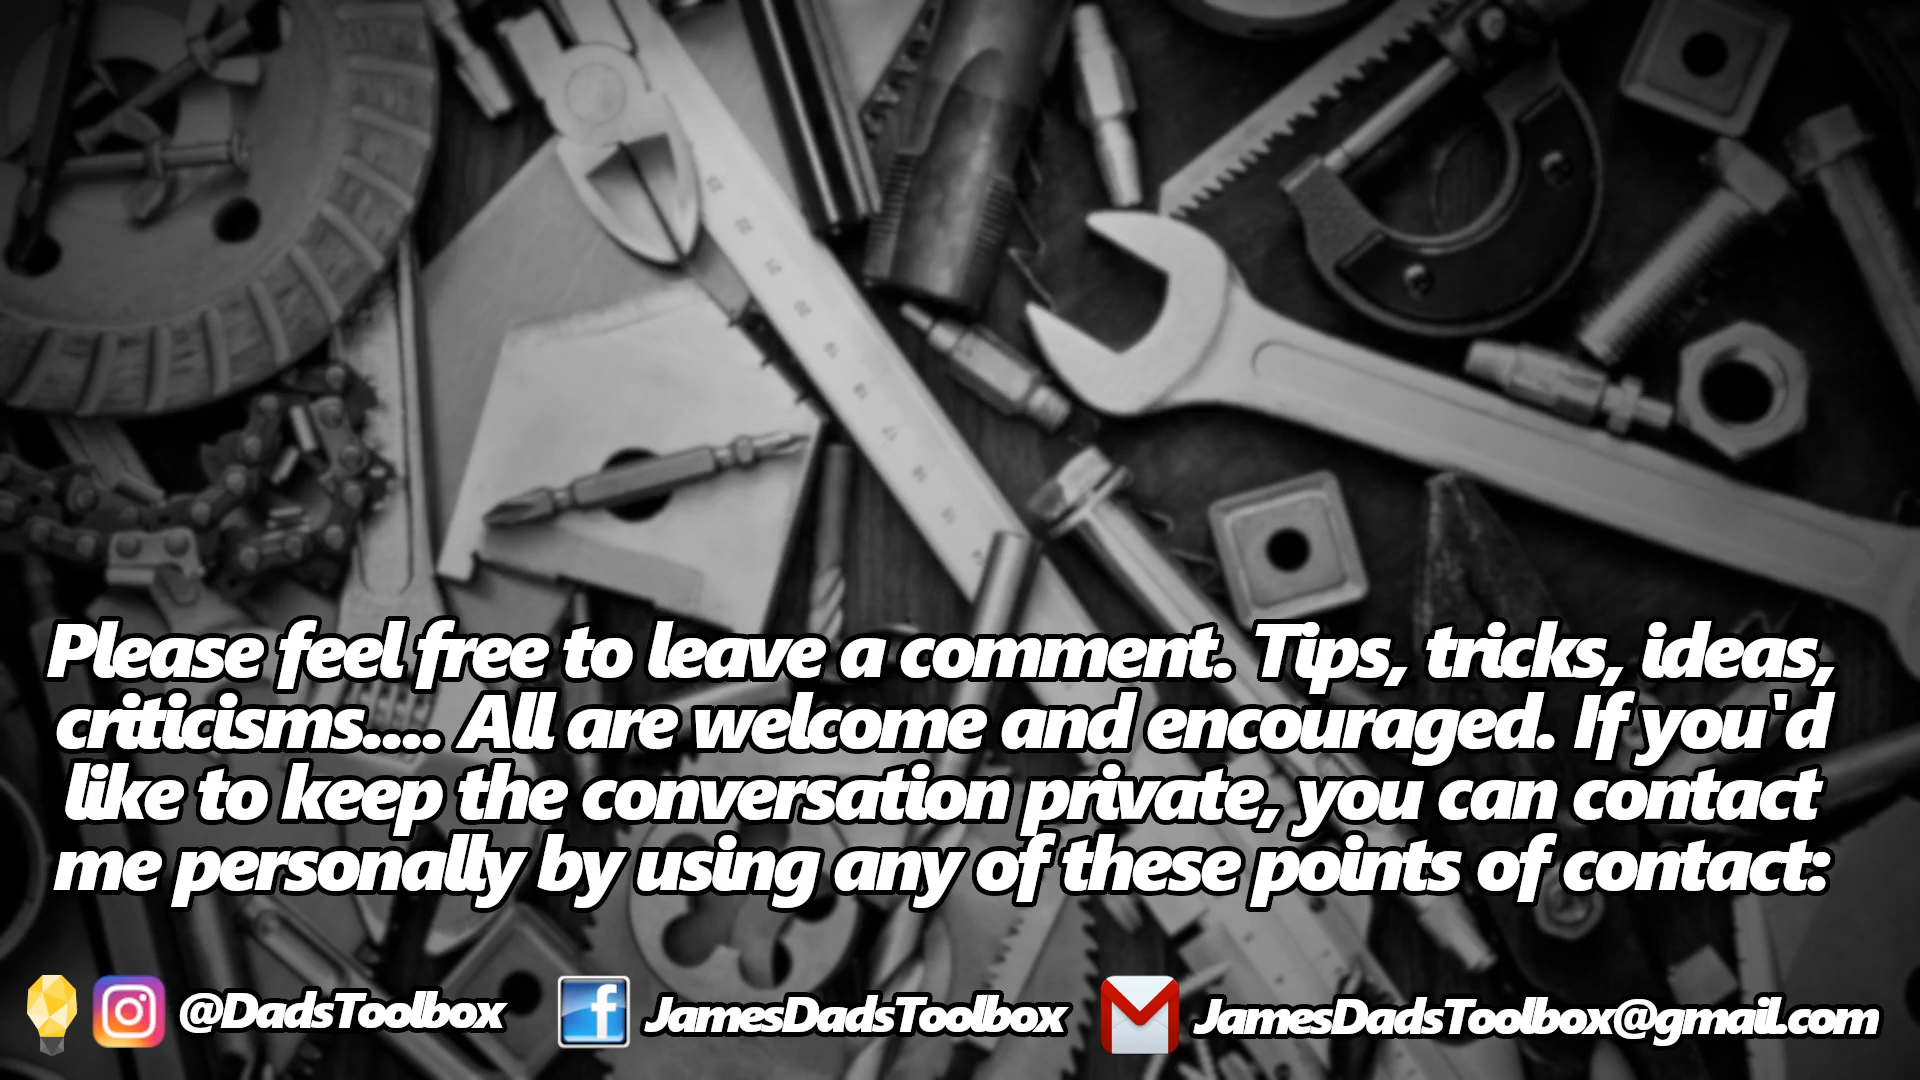 Please feel free to leave a comment. Tips, tricks, ideas,
criticisms.... All are welcome and encouraged. If you'd
like to keep the conversation private, you can contact
me personally by using any of these points of contact:
@DadsToolbox JamesDadsToolbox JamesDadsToolbox@gmail.com